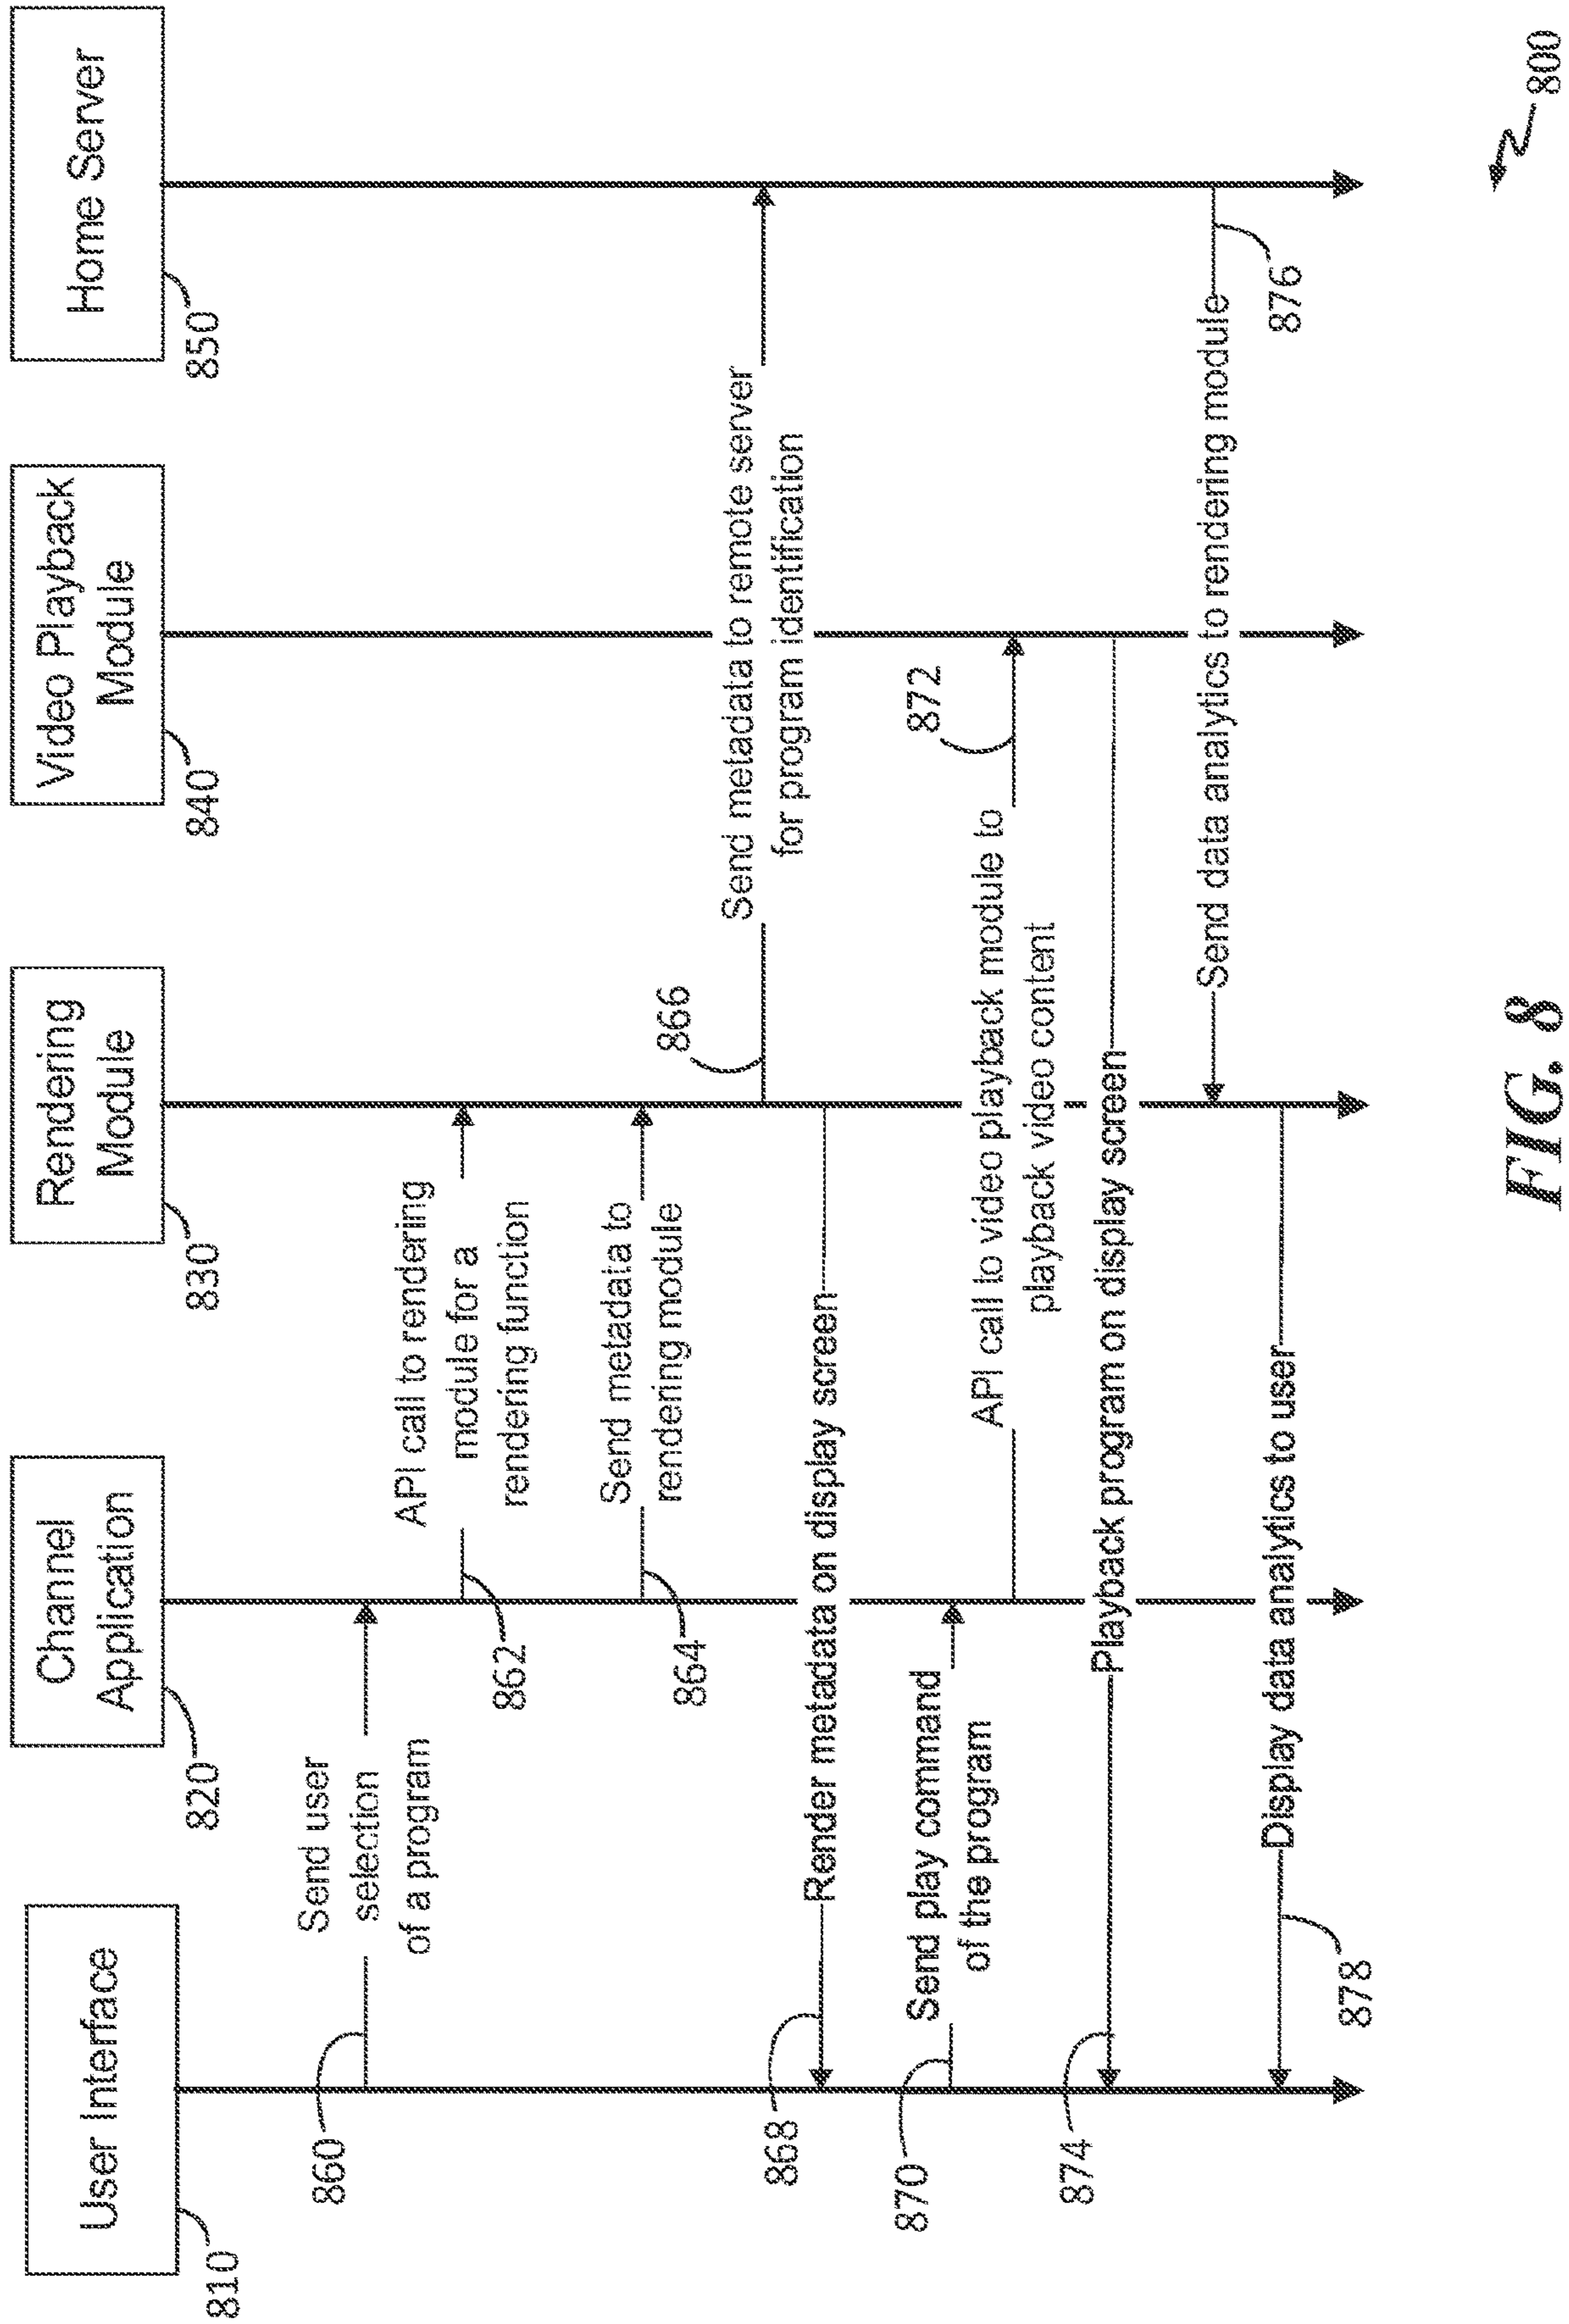 User Interface
810
Channel
Application
820
Rendering
Module
830
Video Playback
Module
840
Home Server
850
860
Send user
selection
of a program
862
API call to rendering
module for a
rendering function
864
Send metadata to
rendering module
866
Send metadata to remote server
for program identification
868
Render metadata on display screen
870
Send play command
of the program
872
API call to video playback module to
playback video content
874
Playback program on display screen
876
Send data analytics to rendering module
878
Display data analytics to user
800
FIG. 8